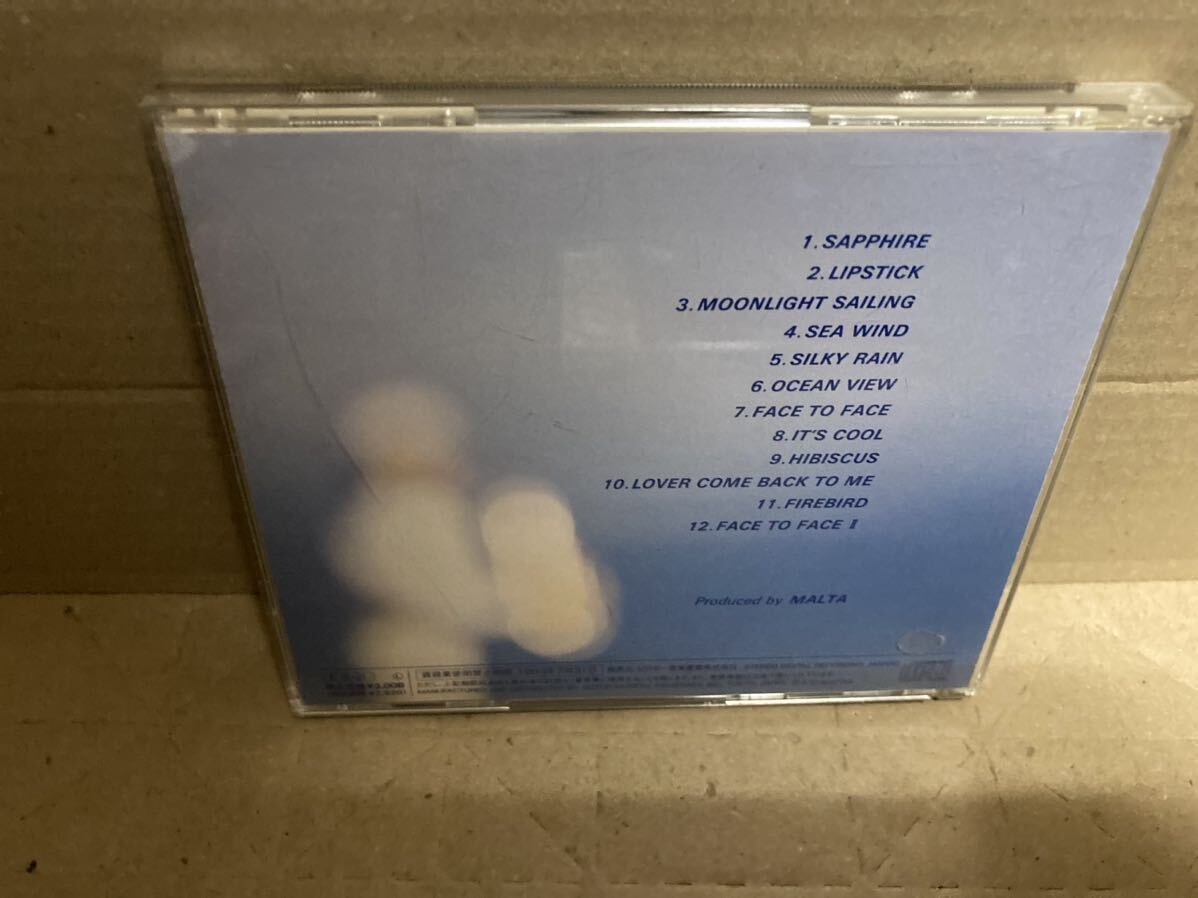 1. SAPPHIRE
2. LIPSTICK
3. MOONLIGHT SAILING
4. SEA WIND
5. SILKY RAIN
6. OCEAN VIEW
7. FACE TO FACE
8. IT'S COOL
9. HIBISCUS
10. LOVER COME BACK TO ME
11. FIREBIRD
12. FACE TO FACE II
Produced by MALTA